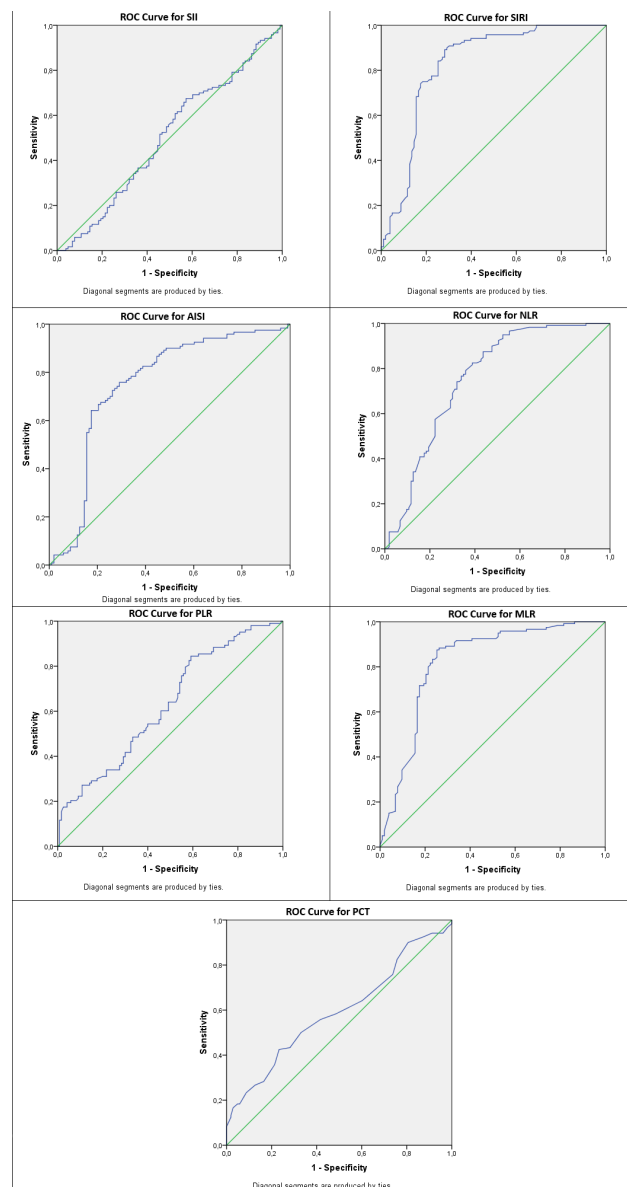 ROC Curve for SII
1,0
0,8
0,6
0,4
0,2
0,0
Sensitivity
0,0 0,2 0,4 0,6 0,8 1,0
1 - Specificity
Diagonal segments are produced by ties.
ROC Curve for SIRI
1,0
0,8
0,6
0,4
0,2
0,0
Sensitivity
0,0 0,2 0,4 0,6 0,8 1,0
1 - Specificity
Diagonal segments are produced by ties.
ROC Curve for AISI
1,0
0,8
0,6
0,4
0,2
0,0
Sensitivity
0,0 0,2 0,4 0,6 0,8 1,0
1 - Specificity
Diagonal segments are produced by ties.
ROC Curve for NLR
1,0
0,8
0,6
0,4
0,2
0,0
Sensitivity
0,0 0,2 0,4 0,6 0,8 1,0
1 - Specificity
Diagonal segments are produced by ties.
ROC Curve for PLR
1,0
0,8
0,6
0,4
0,2
0,0
Sensitivity
0,0 0,2 0,4 0,6 0,8 1,0
1 - Specificity
Diagonal segments are produced by ties.
ROC Curve for MLR
1,0
0,8
0,6
0,4
0,2
0,0
Sensitivity
0,0 0,2 0,4 0,6 0,8 1,0
1 - Specificity
Diagonal segments are produced by ties.
ROC Curve for PCT
1,0
0,8
0,6
0,4
0,2
0,0
Sensitivity
0,0 0,2 0,4 0,6 0,8 1,0
1 - Specificity
Diagonal segments are produced by ties.